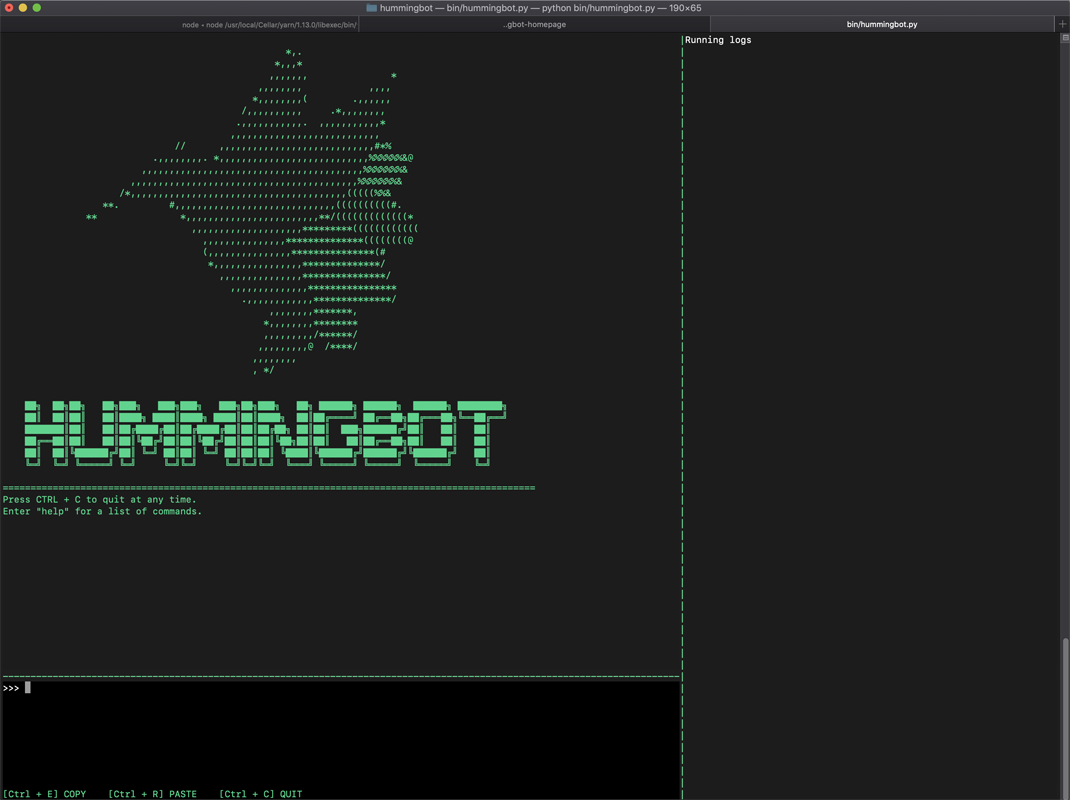 hummingbot — bin/hummingbot.py — python bin/hummingbot.py — 190×65
node • node /usr/local/Cellar/yarn/1.13.0/libexec/bin/
..gbot-homepage
bin/hummingbot.py
Running logs
HUMMINGBOT
Press CTRL + C to quit at any time.
Enter "help" for a list of commands.
>>>
[Ctrl + E] COPY [Ctrl + R] PASTE [Ctrl + C] QUIT